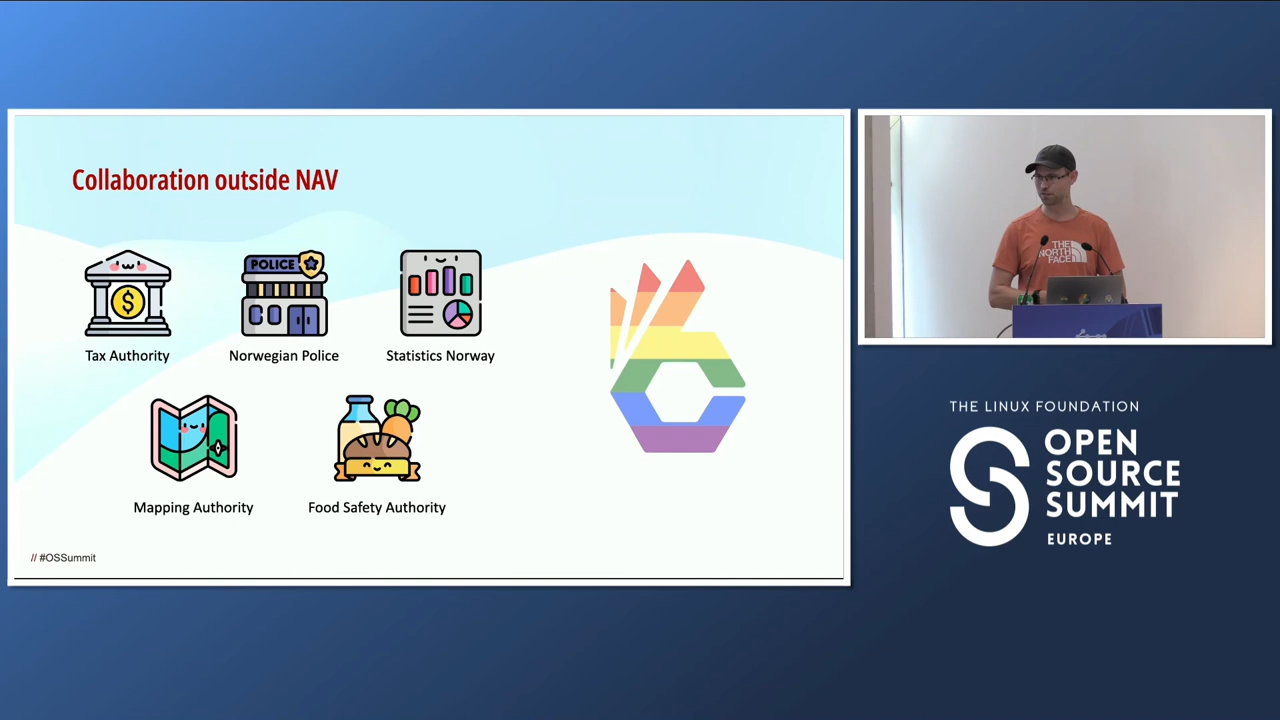 Collaboration outside NAV
POLICE
$
Tax Authority
Norwegian Police
Statistics Norway
Mapping Authority
Food Safety Authority
// #OSSummit
THE
NORTH
FACE
THE LINUX FOUNDATION
OPEN
SOURCE
SUMMIT
EUROPE